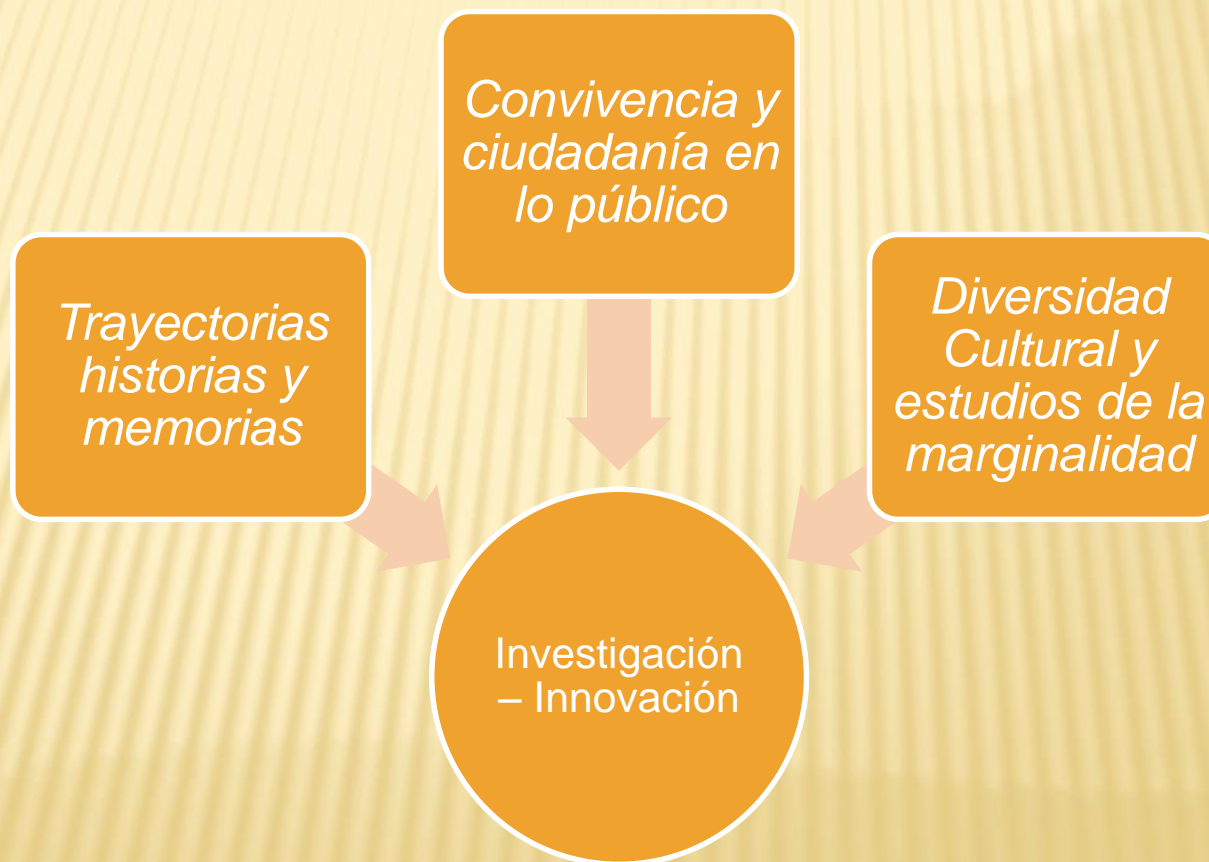 Convivencia y
ciudadanía en
lo público
Trayectorias
historias y
memorias
Diversidad
Cultural y
estudios de la
marginalidad
Investigación
– Innovación